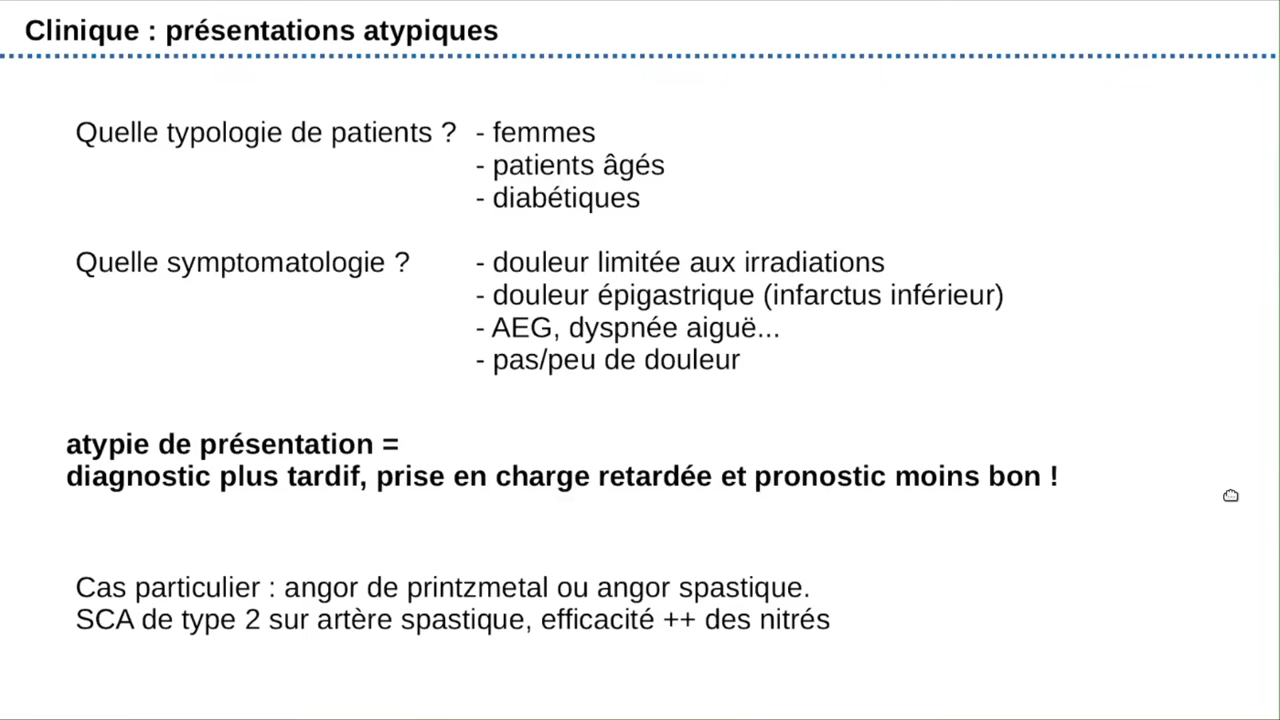 Clinique : présentations atypiques
Quelle typologie de patients ? - femmes
- patients âgés
- diabétiques
Quelle symptomatologie ? - douleur limitée aux irradiations
- douleur épigastrique (infarctus inférieur)
- AEG, dyspnée aiguë...
- pas/peu de douleur
atypie de présentation =
diagnostic plus tardif, prise en charge retardée et pronostic moins bon !
Cas particulier : angor de printzmetal ou angor spastique.
SCA de type 2 sur artère spastique, efficacité ++ des nitrés